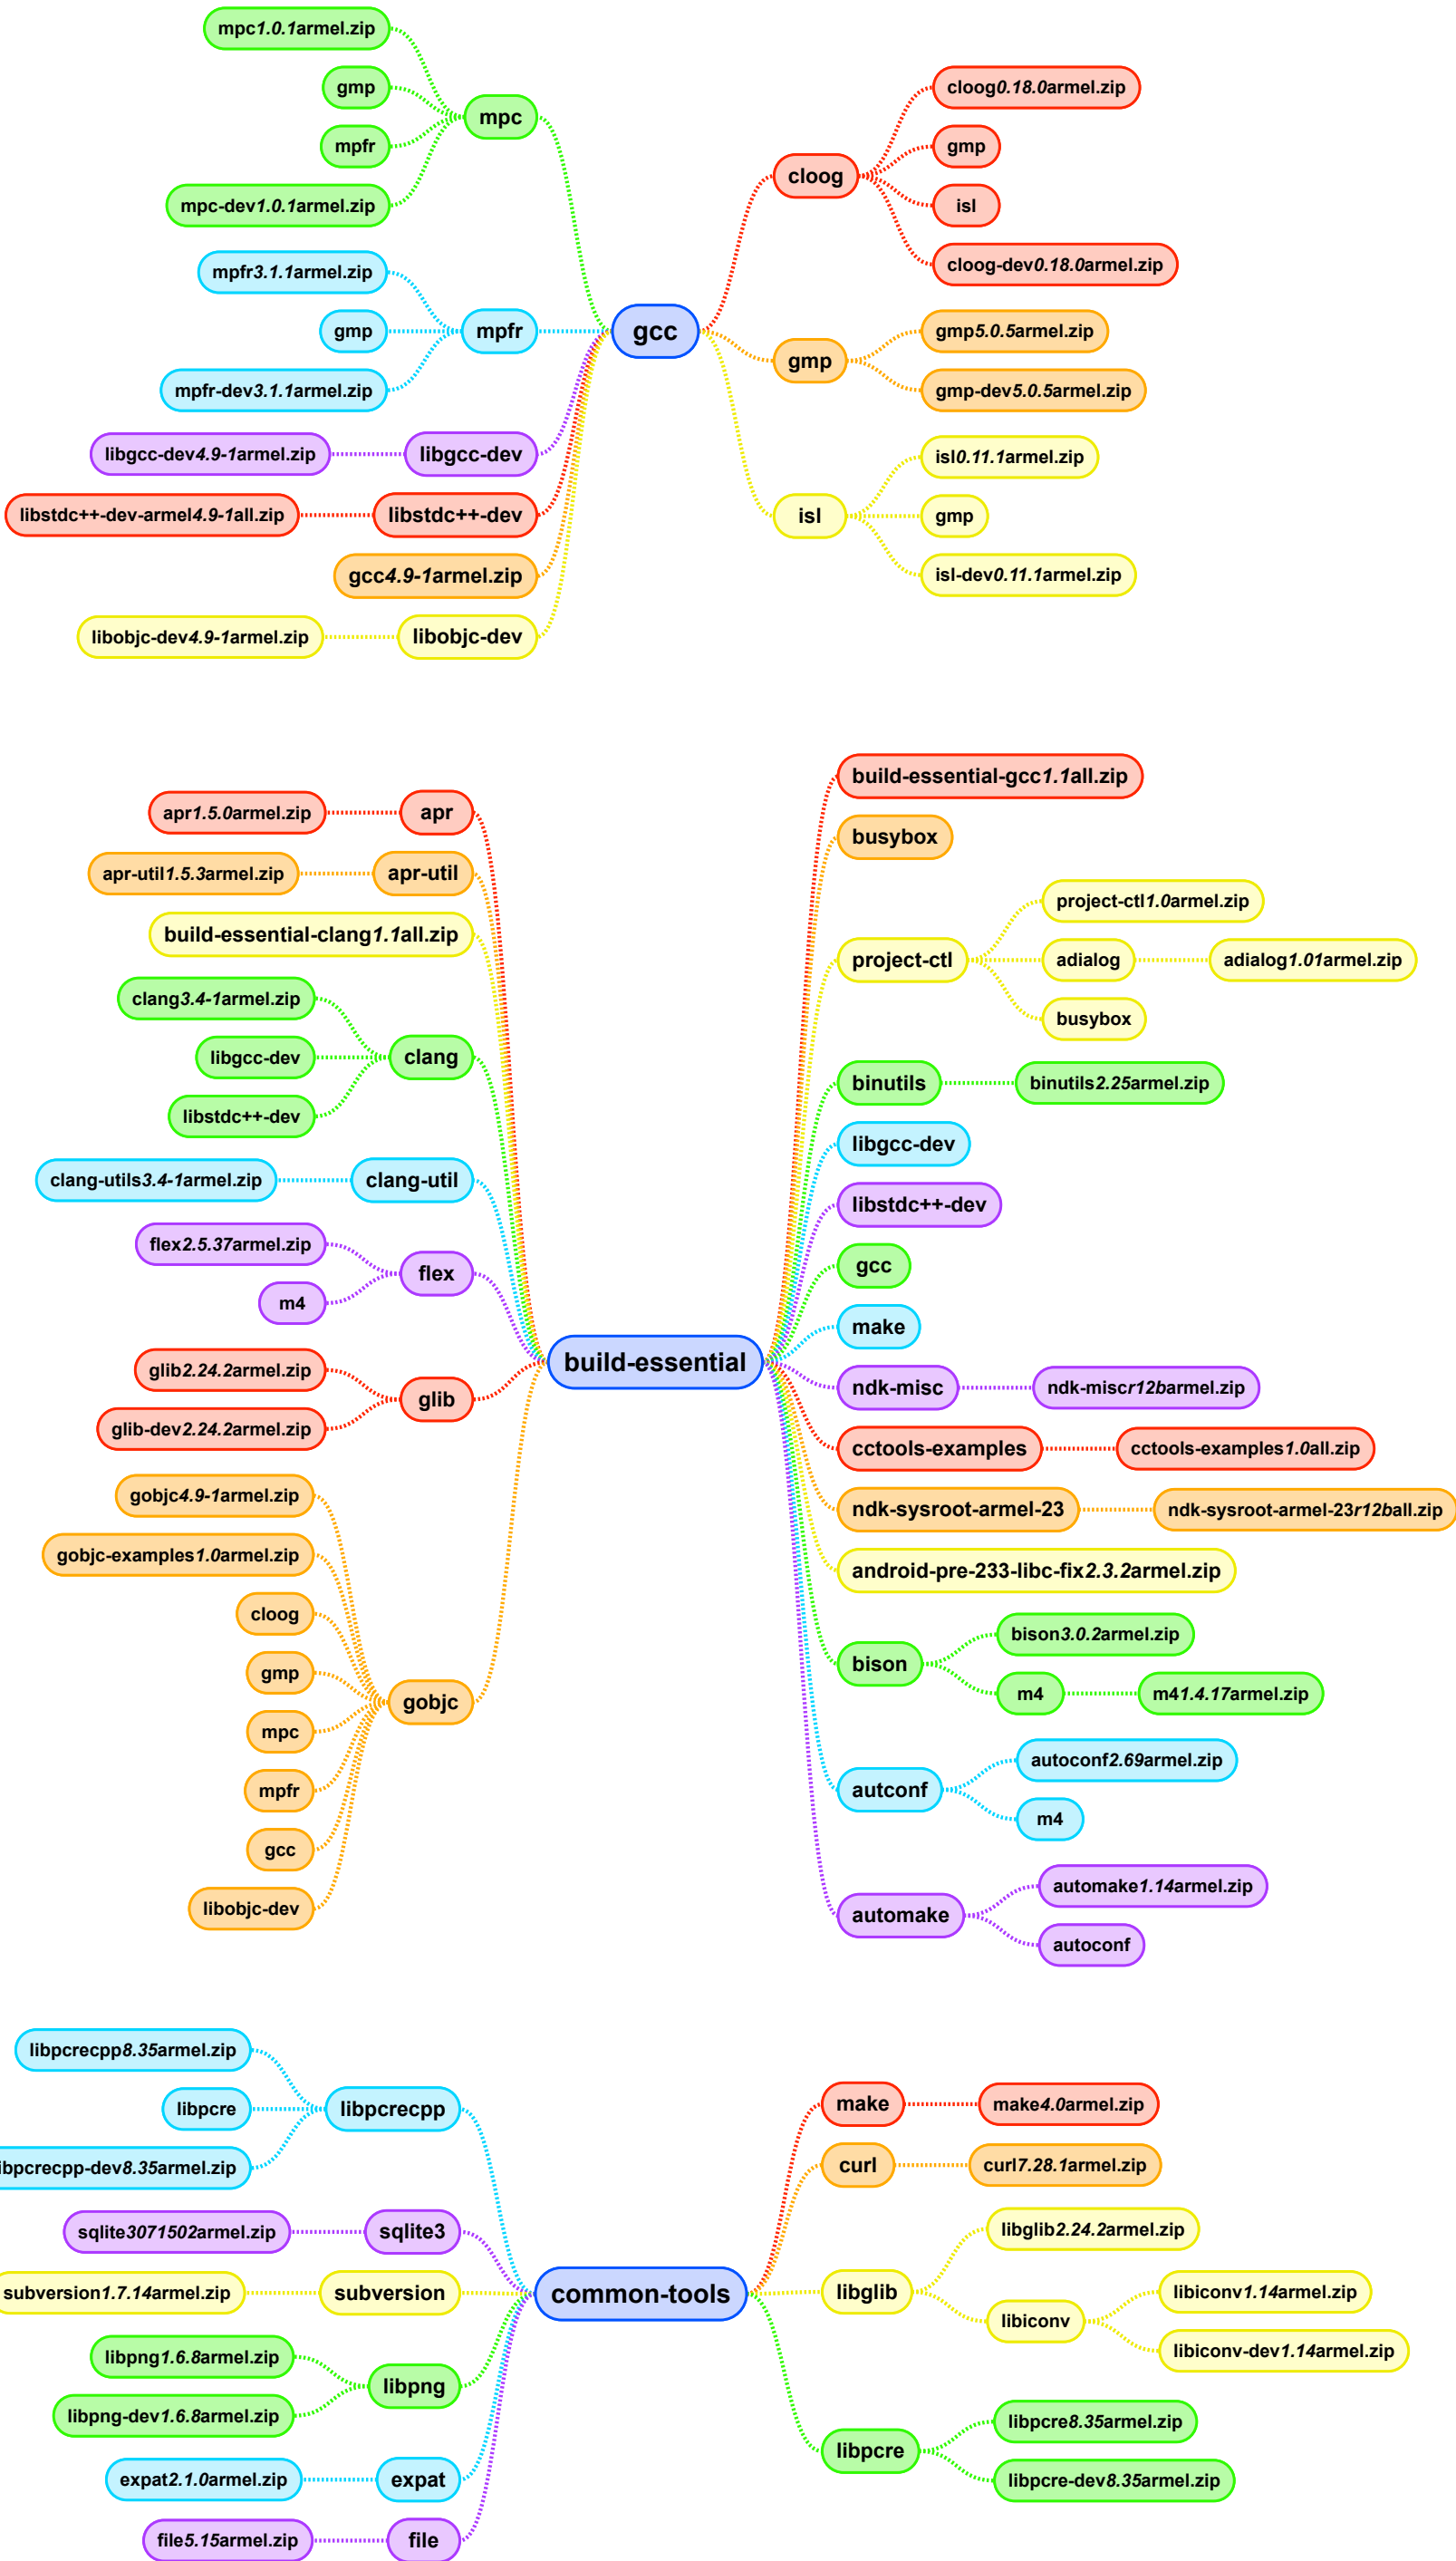 mpc1.0.1armel.zip
gmp
mpfr
mpc-dev1.0.1armel.zip
mpc
mpfr3.1.1armel.zip
gmp
mpfr-dev3.1.1armel.zip
mpfr
libgcc-dev4.9-1armel.zip
libgcc-dev
libstdc++-dev-armel4.9-1all.zip
libstdc++-dev
gcc4.9-1armel.zip
libobjc-dev4.9-1armel.zip
libobjc-dev
gcc
cloog
cloog0.18.0armel.zip
gmp
isl
cloog-dev0.18.0armel.zip
gmp
gmp5.0.5armel.zip
gmp-dev5.0.5armel.zip
isl
isl0.11.1armel.zip
gmp
isl-dev0.11.1armel.zip
apr1.5.0armel.zip
apr
apr-util1.5.3armel.zip
apr-util
build-essential-clang1.1all.zip
clang3.4-1armel.zip
libgcc-dev
libstdc++-dev
clang
clang-utils3.4-1armel.zip
clang-util
flex2.5.37armel.zip
m4
flex
glib2.24.2armel.zip
glib-dev2.24.2armel.zip
glib
gobjc4.9-1armel.zip
gobjc-examples1.0armel.zip
cloog
gmp
mpc
mpfr
gcc
libobjc-dev
gobjc
build-essential
build-essential-gcc1.1all.zip
busybox
project-ctl
project-ctl1.0armel.zip
adialog
adialog1.01armel.zip
busybox
binutils
binutils2.25armel.zip
libgcc-dev
libstdc++-dev
gcc
make
ndk-misc
ndk-miscr12barmel.zip
cctools-examples
cctools-examples1.0all.zip
ndk-sysroot-armel-23
ndk-sysroot-armel-23r12ball.zip
android-pre-233-libc-fix2.3.2armel.zip
bison
bison3.0.2armel.zip
m4
m41.4.17armel.zip
autconf
autoconf2.69armel.zip
m4
automake
automake1.14armel.zip
autoconf
libpcrecpp8.35armel.zip
libpcre
ibpcrecpp-dev8.35armel.zip
libpcrecpp
sqlite3071502armel.zip
sqlite3
subversion1.7.14armel.zip
subversion
libpng1.6.8armel.zip
libpng-dev1.6.8armel.zip
libpng
expat2.1.0armel.zip
expat
file5.15armel.zip
file
common-tools
make
make4.0armel.zip
curl
curl7.28.1armel.zip
libglib
libglib2.24.2armel.zip
libiconv
libiconv1.14armel.zip
libiconv-dev1.14armel.zip
libpcre
libpcre8.35armel.zip
libpcre-dev8.35armel.zip